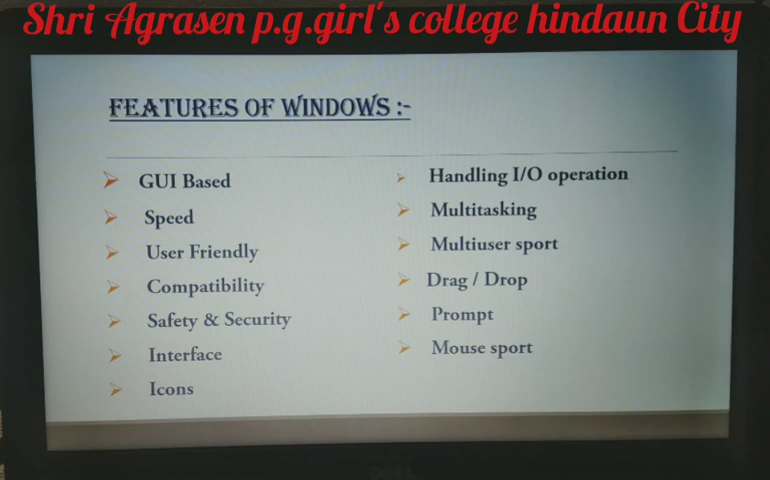 Shri Agrasen p.g.girl's college hindaun City
FEATURES OF WINDOWS :-
GUI Based
Speed
User Friendly
Compatibility
Safety & Security
Interface
Icons
Handling I/O operation
Multitasking
Multiuser sport
Drag / Drop
Prompt
Mouse sport
DELL